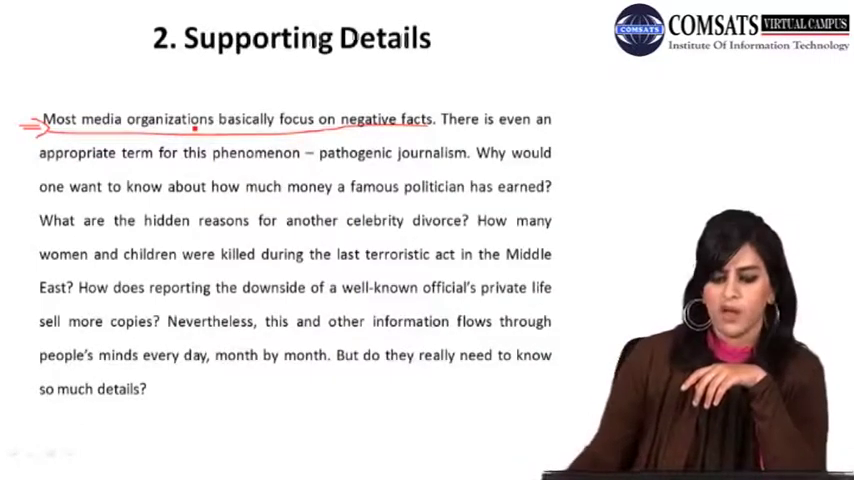 2. Supporting Details
COMSATS
COMSATS VIRTUAL CAMPUS
Institute Of Information Technology
Most media organizations basically focus on negative facts. There is even an
appropriate term for this phenomenon – pathogenic journalism. Why would
one want to know about how much money a famous politician has earned?
What are the hidden reasons for another celebrity divorce? How many
women and children were killed during the last terroristic act in the Middle
East? How does reporting the downside of a well-known official's private life
sell more copies? Nevertheless, this and other information flows through
people's minds every day, month by month. But do they really need to know
so much details?